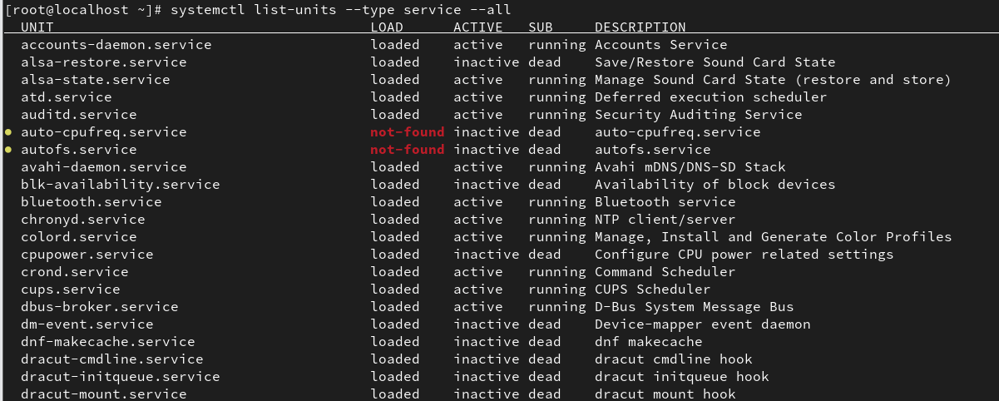 [root@localhost ~]# systemctl list-units --type service --all
UNIT LOAD ACTIVE SUB DESCRIPTION
accounts-daemon.service loaded active running Accounts Service
alsa-restore.service loaded inactive dead Save/Restore Sound Card State
alsa-state.service loaded active running Manage Sound Card State (restore and store)
atd.service loaded active running Deferred execution scheduler
auditd.service loaded active running Security Auditing Service
● auto-cpufreq.service not-found inactive dead auto-cpufreq.service
● autofs.service not-found inactive dead autofs.service
avahi-daemon.service loaded active running Avahi mDNS/DNS-SD Stack
blk-availability.service loaded inactive dead Availability of block devices
bluetooth.service loaded active running Bluetooth service
chronyd.service loaded active running NTP client/server
colord.service loaded active running Manage, Install and Generate Color Profiles
cpupower.service loaded inactive dead Configure CPU power related settings
crond.service loaded active running Command Scheduler
cups.service loaded active running CUPS Scheduler
dbus-broker.service loaded active running D-Bus System Message Bus
dm-event.service loaded inactive dead Device-mapper event daemon
dnf-makecache.service loaded inactive dead dnf makecache
dracut-cmdline.service loaded inactive dead dracut cmdline hook
dracut-initqueue.service loaded inactive dead dracut initqueue hook
dracut-mount.service loaded inactive dead dracut mount hook